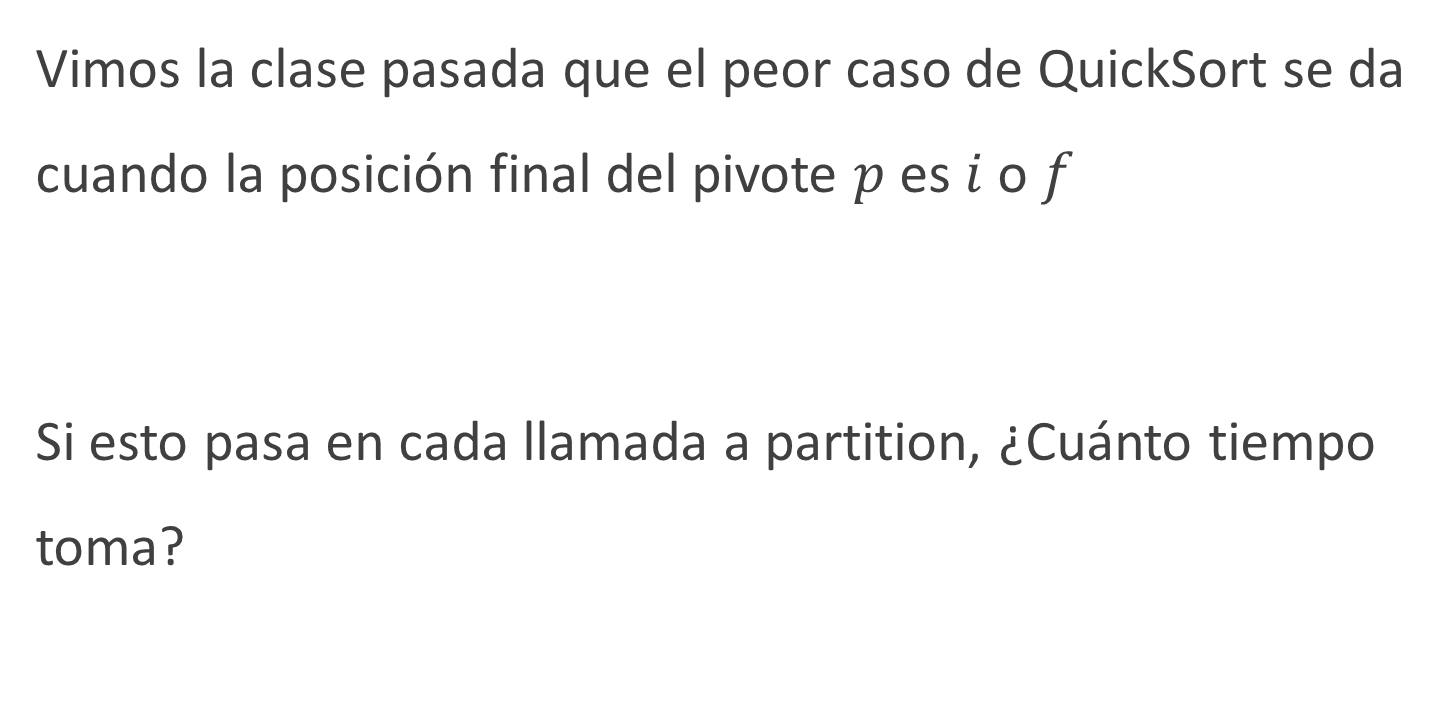 Vimos la clase pasada que el peor caso de QuickSort se da
cuando la posición final del pivote p es i o f
Si esto pasa en cada llamada a partition, ¿Cuánto tiempo
toma?